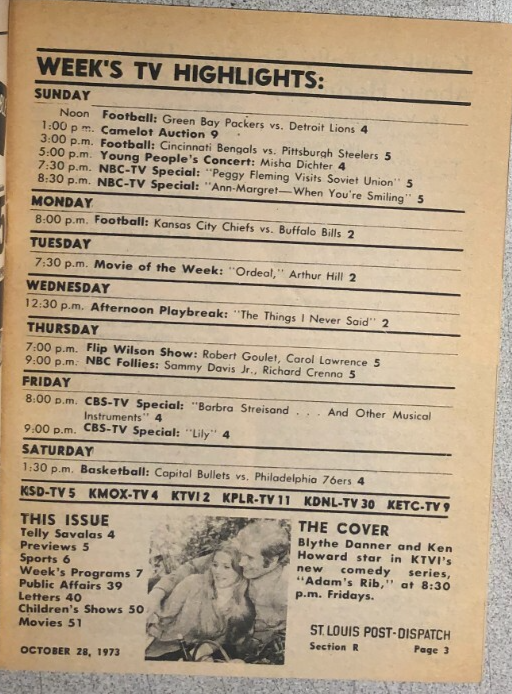 WEEK'S TV HIGHLIGHTS:
SUNDAY
Noon Football: Green Bay Packers vs. Detroit Lions 4
1:00 p.m. Camelot Auction 9
3:00 p.m. Football: Cincinnati Bengals vs. Pittsburgh Steelers 5
5:00 p.m. Young People's Concert: Misha Dichter 4
7:30 p.m. NBC-TV Special: "Peggy Fleming Visits Soviet Union" 5
8:30 p.m. NBC-TV Special: "Ann-Margret—When You're Smiling" 5
MONDAY
8:00 p.m. Football: Kansas City Chiefs vs. Buffalo Bills 2
TUESDAY
7:30 p.m. Movie of the Week: "Ordeal," Arthur Hill 2
WEDNESDAY
12:30 p.m. Afternoon Playbreak: "The Things I Never Said" 2
THURSDAY
7:00 p.m. Flip Wilson Show: Robert Goulet, Carol Lawrence 5
9:00 p.m. NBC Follies: Sammy Davis Jr., Richard Crenna 5
FRIDAY
8:00 p.m. CBS-TV Special: "Barbra Streisand . . . And Other Musical
Instruments" 4
9:00 p.m. CBS-TV Special: "Lily" 4
SATURDAY
1:30 p.m. Basketball: Capital Bullets vs. Philadelphia 76ers 4
KSD-TV 5 KMOX-TV 4 KTVI 2 KPLR-TV 11 KDNL-TV 30 KETC-TV 9
THIS ISSUE
Telly Savalas 4
Previews 5
Sports 6
Week's Programs 7
Public Affairs 39
Letters 40
Children's Shows 50
Movies 51
OCTOBER 28, 1973
THE COVER
Blythe Danner and Ken
Howard star in KTVI's
new comedy series,
"Adam's Rib," at 8:30
p.m. Fridays.
ST. LOUIS POST-DISPATCH
Section R Page 3